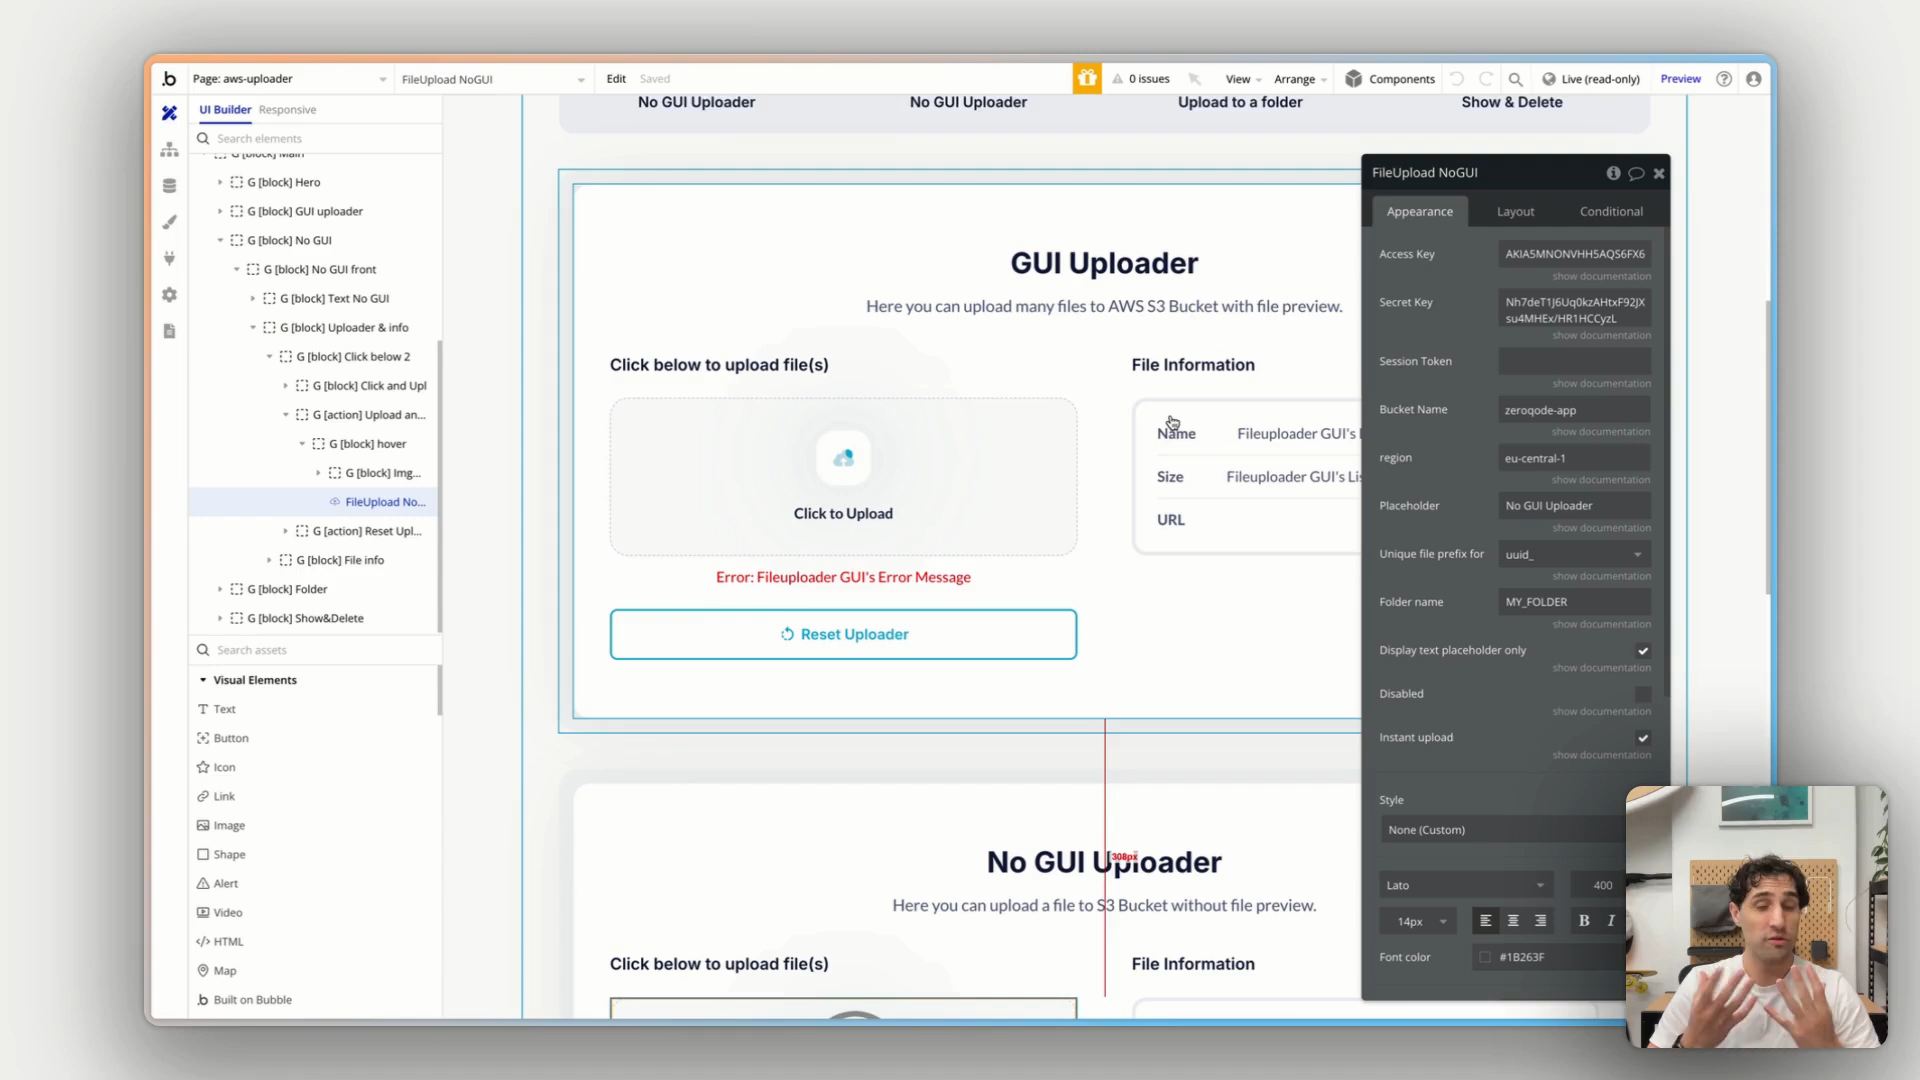 Page: aws-uploader
FileUpload NoGUI
Edit
Saved
0 issues
View
Arrange
Components
Live (read-only)
Preview
UI Builder
Responsive
Search elements
G [block] Main
G [block] Hero
G [block] GUI uploader
G [block] No GUI
G [block] No GUI front
G [block] Text No GUI
G [block] Uploader & info
G [block] Click below 2
G [block] Click and Upl
G [action] Upload an...
G [block] hover
G [block] Img...
FileUpload No...
G [action] Reset Upl...
G [block] File info
G [block] Folder
G [block] Show&Delete
Search assets
Visual Elements
Text
Button
Icon
Link
Image
Shape
Alert
Video
HTML
Map
Built on Bubble
No GUI Uploader
No GUI Uploader
Upload to a folder
Show & Delete
GUI Uploader
Here you can upload many files to AWS S3 Bucket with file preview.
Click below to upload file(s)
Click to Upload
Error: Fileuploader GUI's Error Message
Reset Uploader
File Information
Name
Fileuploader GUI's
Size
Fileuploader GUI's Lis
URL
308px
No GUI Uploader
Here you can upload a file to S3 Bucket without file preview.
Click below to upload file(s)
File Information
FileUpload NoGUI
Appearance
Layout
Conditional
Access Key
AKIA5MNONVHH5AQS6FX6
show documentation
Secret Key
Nh7deT1J6Uq0kzAHtxF92JX
su4MHEx/HR1HCCyzL
show documentation
Session Token
show documentation
Bucket Name
zeroqode-app
show documentation
region
eu-central-1
show documentation
Placeholder
No GUI Uploader
show documentation
Unique file prefix for
uuid_
show documentation
Folder name
MY_FOLDER
show documentation
Display text placeholder only
show documentation
Disabled
show documentation
Instant upload
show documentation
Style
None (Custom)
Lato
400
14px
B
I
Font color
#1B263F